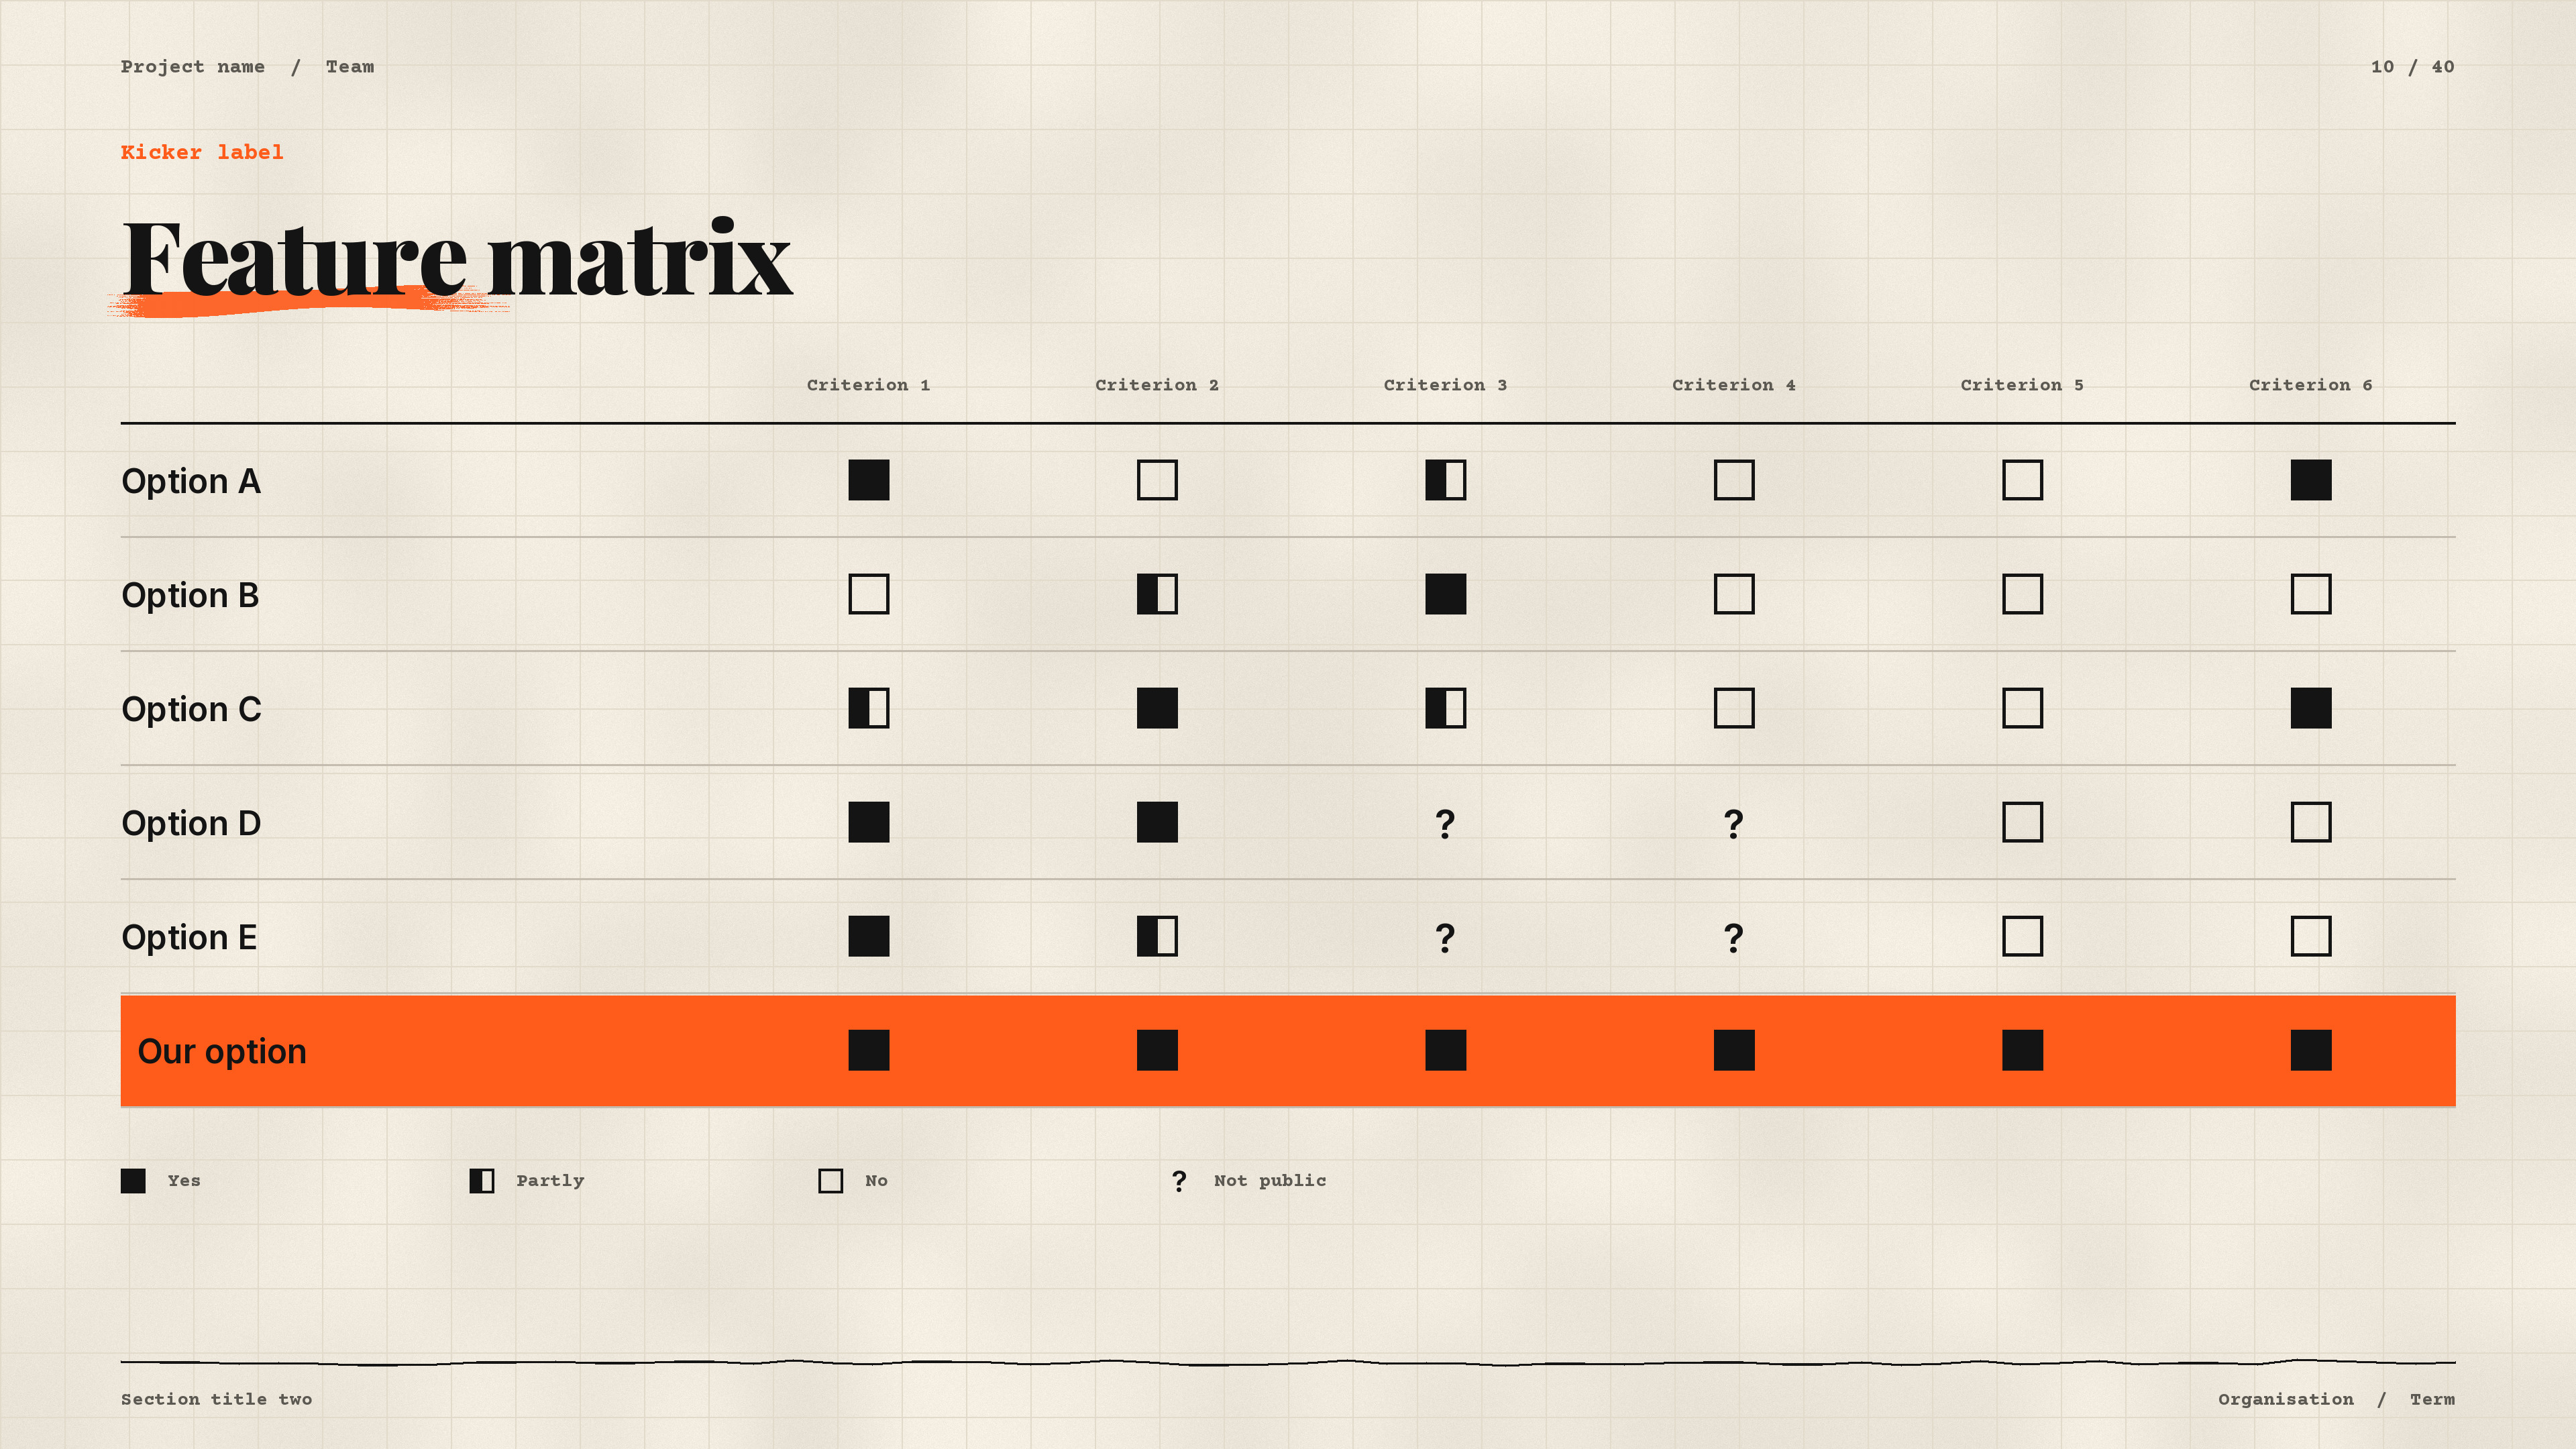 Project name / Team
10 / 40
Kicker label
Feature matrix
Criterion 1 Criterion 2 Criterion 3 Criterion 4 Criterion 5 Criterion 6
Option A
Option B
Option C
Option D ? ?
Option E ? ?
Our option
Yes Partly No ? Not public
Section title two
Organisation / Term